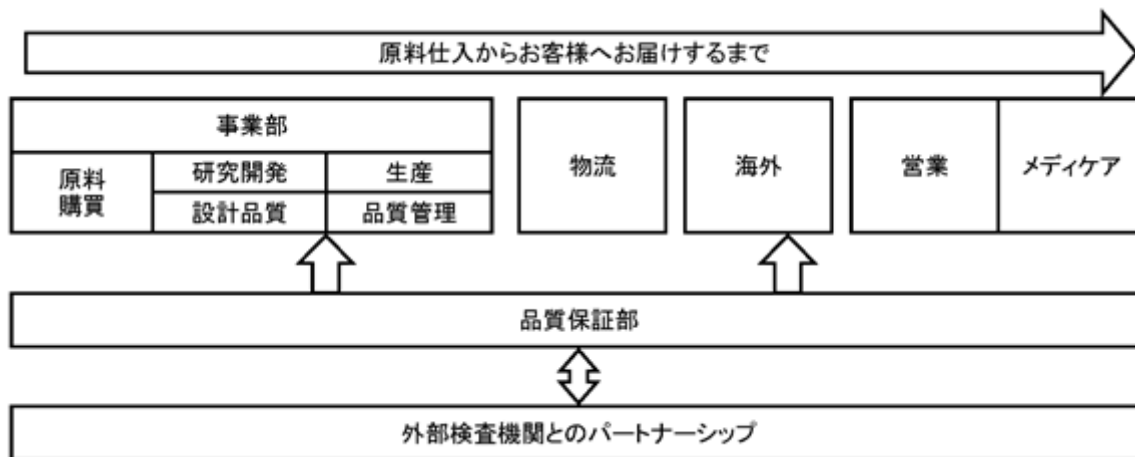 原料仕入からお客様へお届けするまで
事業部
原料
購買
研究開発
生産
設計品質
品質管理
物流
海外
営業
メディケア
品質保証部
外部検査機関とのパートナーシップ